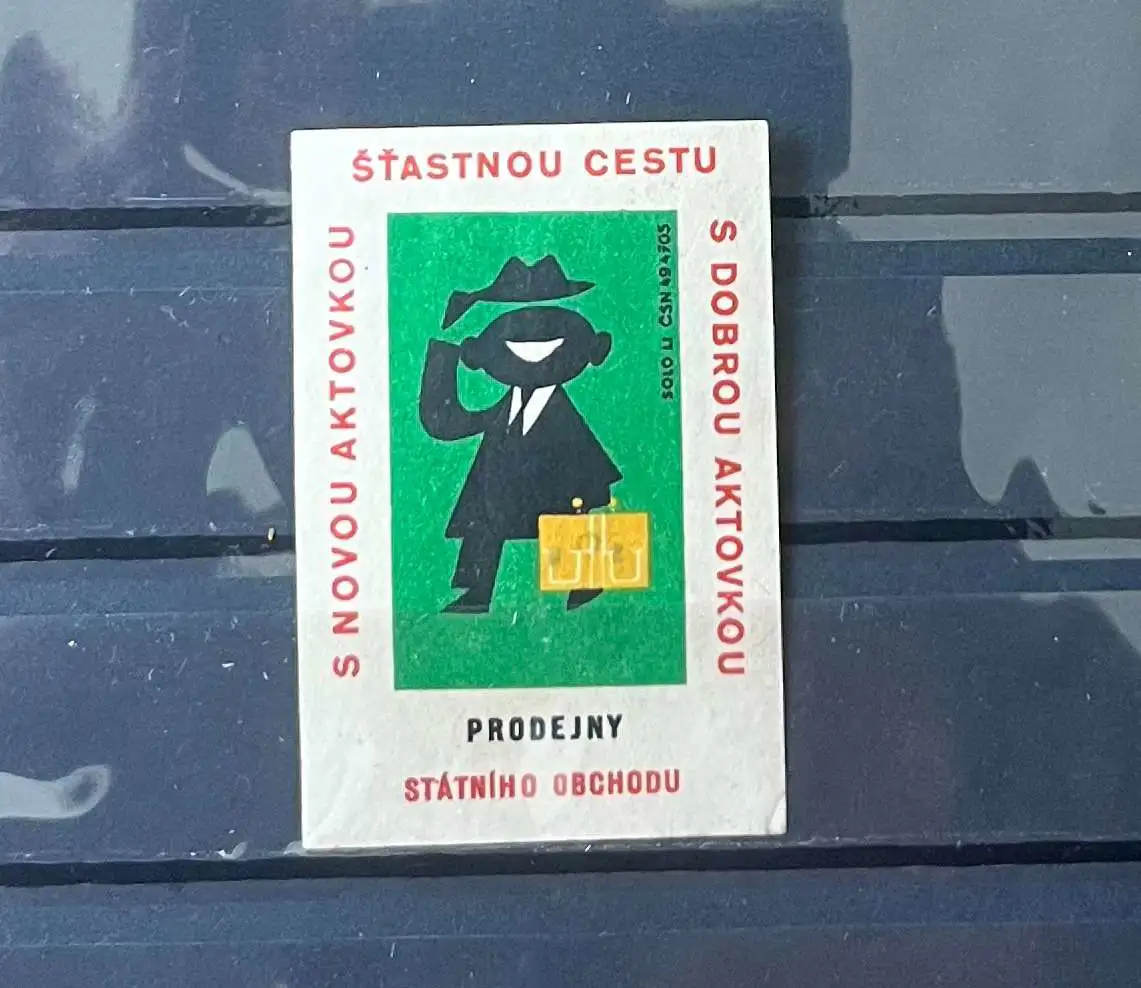 ŠŤASTNOU CESTU
S NOVOU AKTOVKOU
S DOBROU AKTOVKOU
SOLO LI ČSN 494705
PRODEJNY
STÁTNÍHO OBCHODU